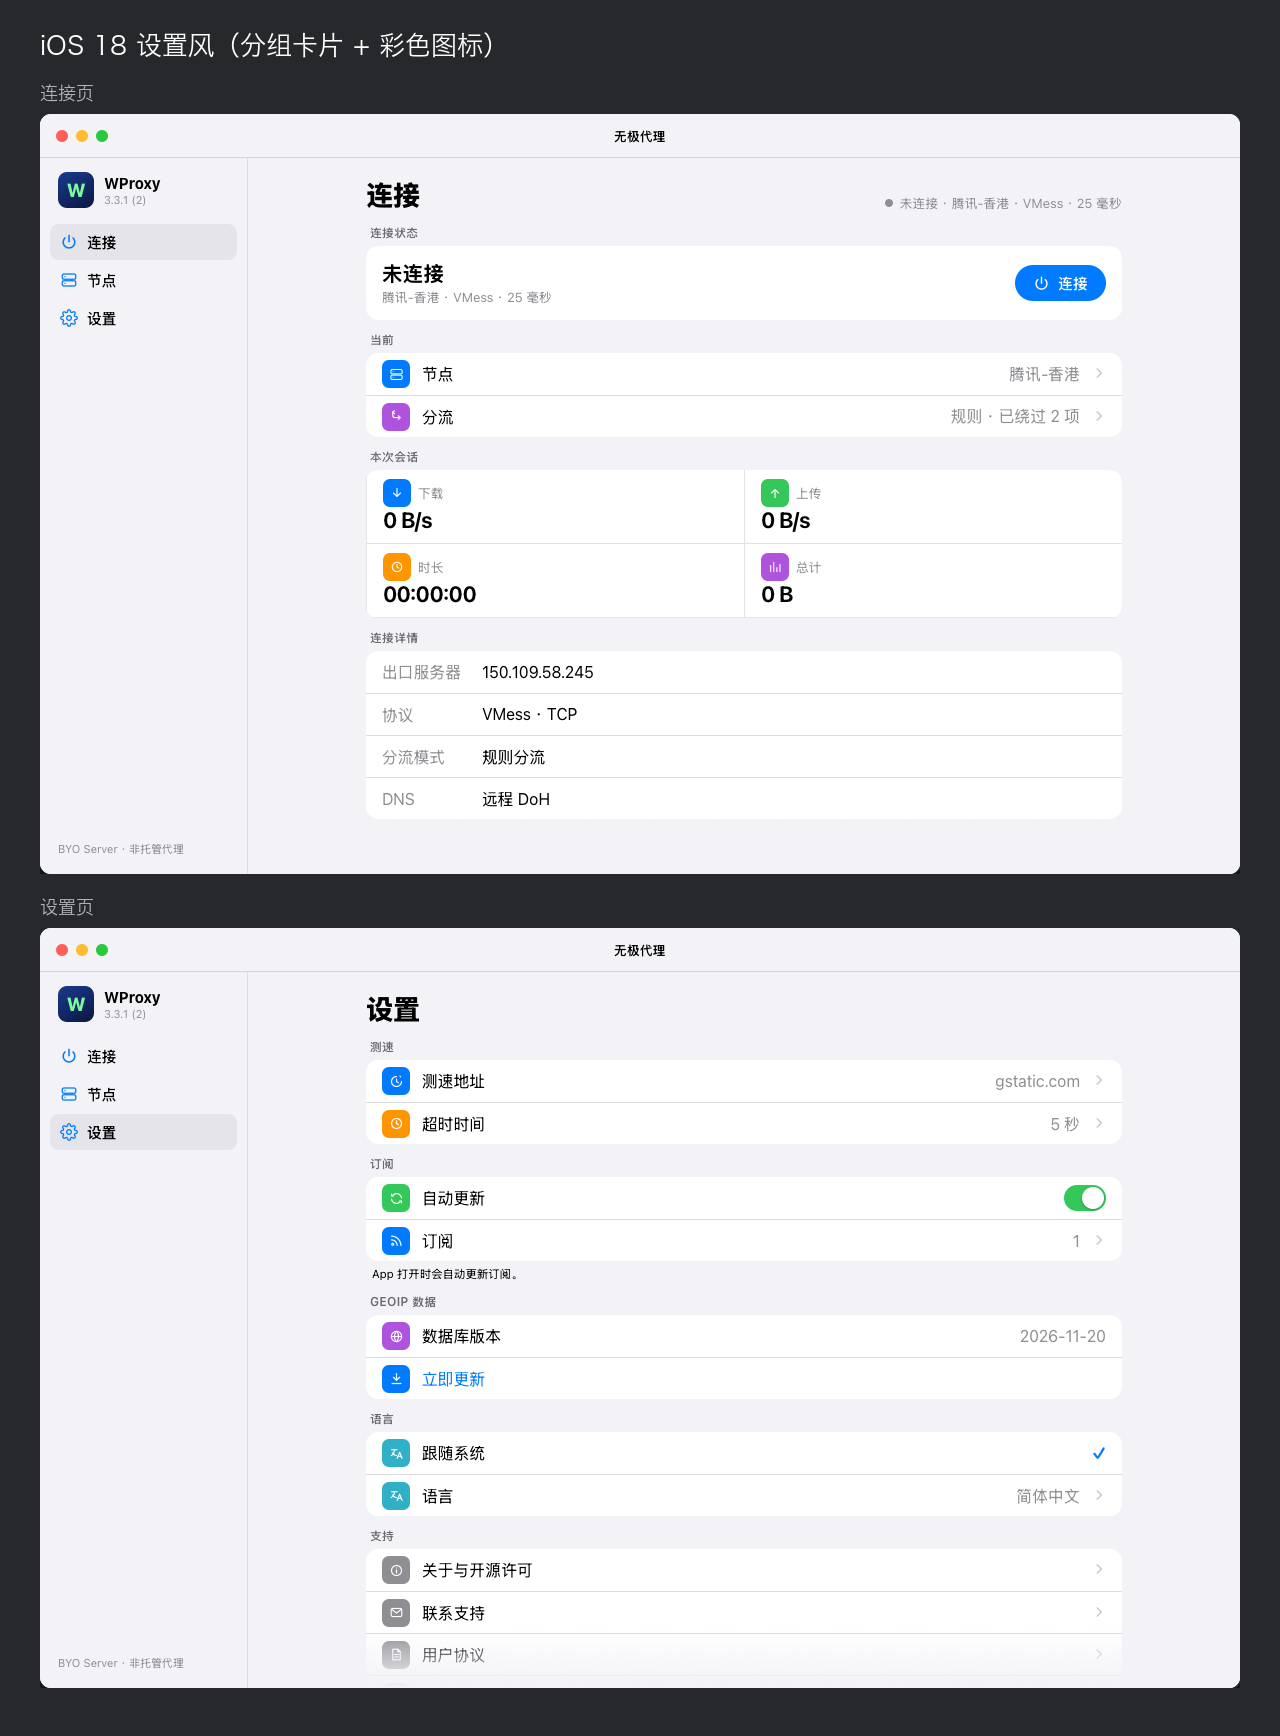 iOS 18 设置风（分组卡片 + 彩色图标）
连接页
无极代理
W
WProxy
3.3.1 (2)
连接
节点
设置
BYO Server · 非托管代理
连接
未连接 · 腾讯-香港 · VMess · 25 毫秒
连接状态
未连接
腾讯-香港 · VMess · 25 毫秒
连接
当前
节点 腾讯-香港
分流 规则 · 已绕过 2 项
本次会话
下载
0 B/s
上传
0 B/s
时长
00:00:00
总计
0 B
连接详情
出口服务器 150.109.58.245
协议 VMess · TCP
分流模式 规则分流
DNS 远程 DoH
设置页
无极代理
W
WProxy
3.3.1 (2)
连接
节点
设置
BYO Server · 非托管代理
设置
测速
测速地址 gstatic.com
超时时间 5 秒
订阅
自动更新
订阅 1
App 打开时会自动更新订阅。
GEOIP 数据
数据库版本 2026-11-20
立即更新
语言
跟随系统
语言 简体中文
支持
关于与开源许可
联系支持
用户协议